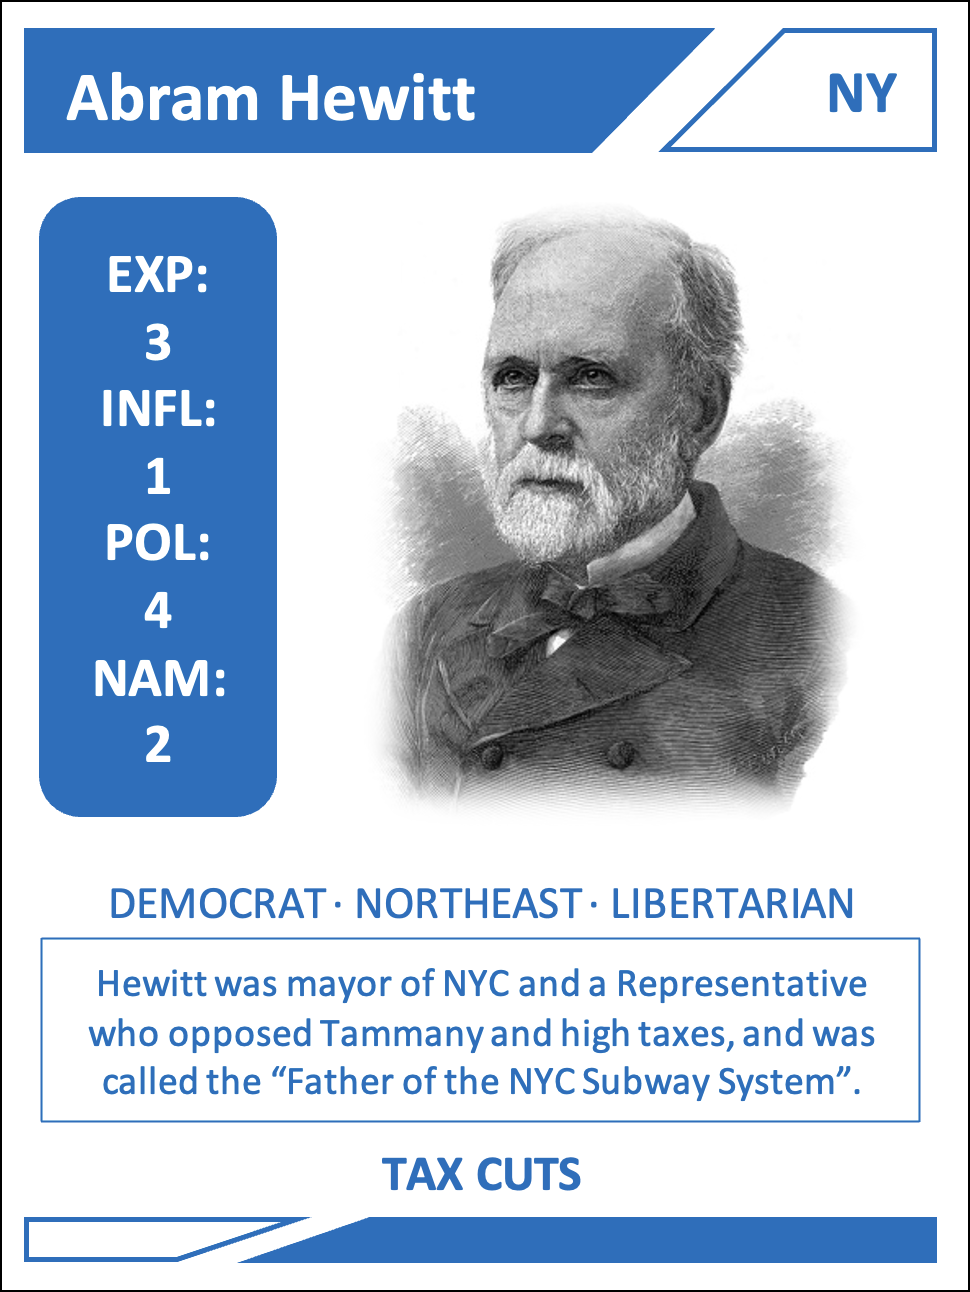 Abram Hewitt
NY
EXP:
3
INFL:
1
POL:
4
NAM:
2
DEMOCRAT · NORTHEAST · LIBERTARIAN
Hewitt was mayor of NYC and a Representative
who opposed Tammany and high taxes, and was
called the “Father of the NYC Subway System”.
TAX CUTS